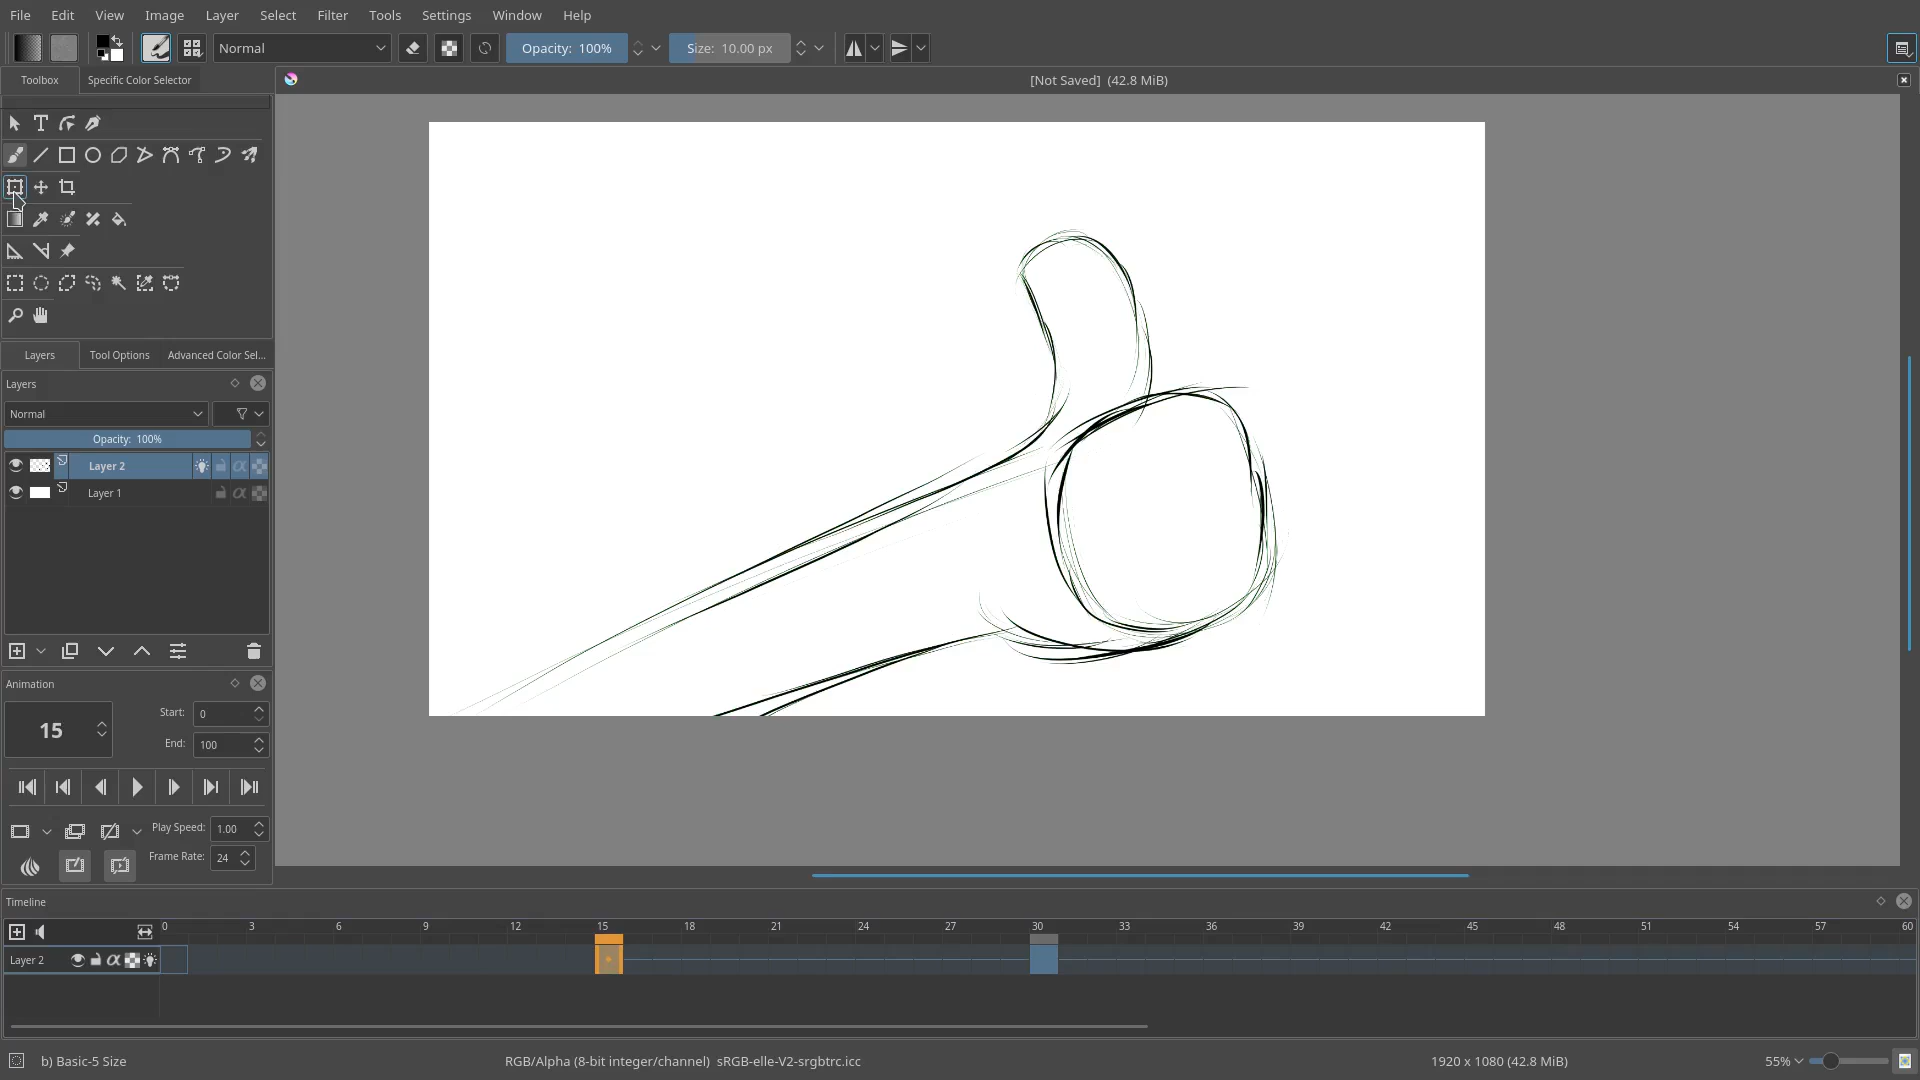 File Edit View Image Layer Select Filter Tools Settings Window Help
Normal Opacity: 100% Size: 10.00 px
Toolbox Specific Color Selector
[Not Saved] (42.8 MiB)
Layers Tool Options Advanced Color Sel...
Layers
Normal
Opacity: 100%
Layer 2
Layer 1
Animation
15
Start: 0
End: 100
Play Speed: 1.00
Frame Rate: 24
Timeline
0 3 6 9 12 15 18 21 24 27 30 33 36 39 42 45 48 51 54 57 60
Layer 2
b) Basic-5 Size
RGB/Alpha (8-bit integer/channel) sRGB-elle-V2-srgbtrc.icc
1920 x 1080 (42.8 MiB)
55%